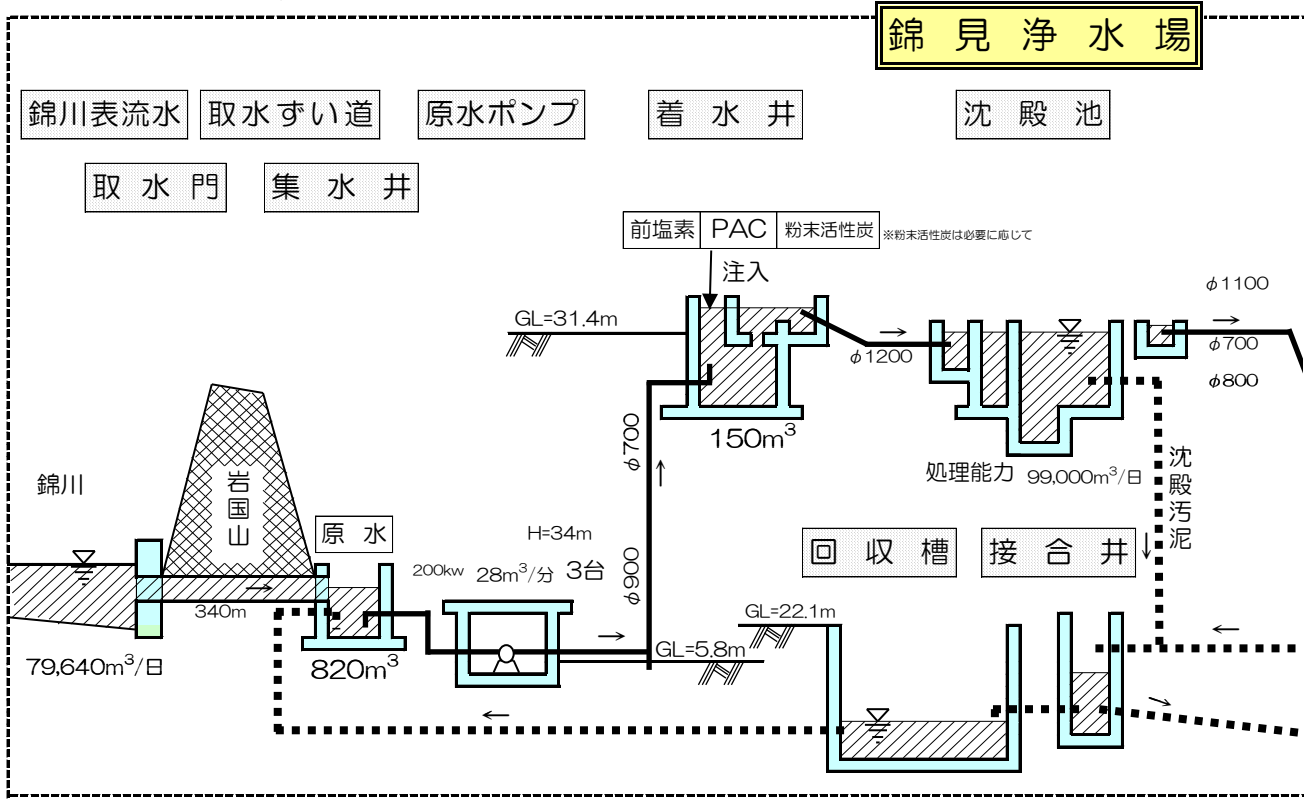 錦見浄水場
錦川表流水
取水ずい道
原水ポンプ
着水井
沈殿池
取水門
集水井
前塩素
PAC
粉末活性炭
※粉末活性炭は必要に応じて
注入
φ1100
GL=31.4m
φ1200
φ700
φ800
150m³
φ700
処理能力 99,000m³/日
沈殿汚泥
錦川
岩国山
原水
H=34m
200kw 28m³/分 3台
φ900
回収槽
接合井
340m
GL=22.1m
GL=5.8m
79,640m³/日
820m³